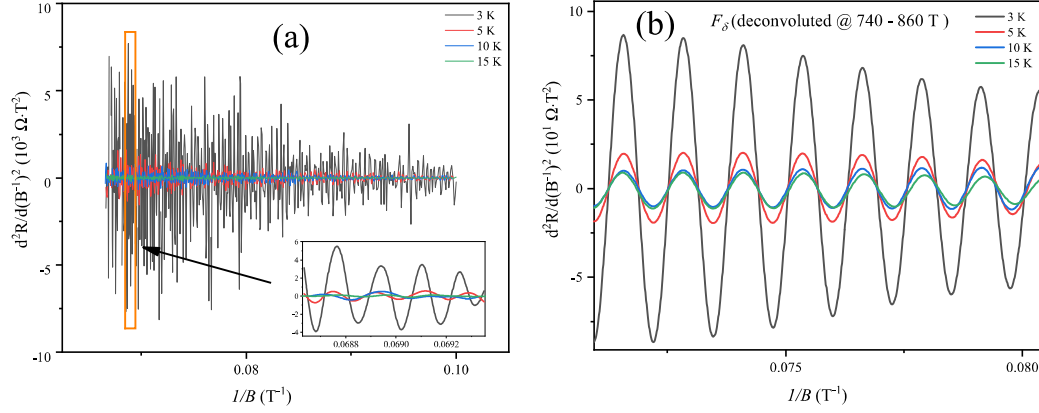 (a)
3 K
5 K
10 K
15 K
10
5
0
-5
-10
d²R/d(B⁻¹)² (10³ Ω·T²)
0.08
0.10
1/B (T⁻¹)
6
4
2
0
-2
-4
0.0688
0.0690
0.0692
(b)
Fδ (deconvoluted @ 740 - 860 T )
3 K
5 K
10 K
15 K
10
5
0
-5
d²R/d(B⁻¹)² (10¹ Ω·T²)
0.075
0.080
1/B (T⁻¹)